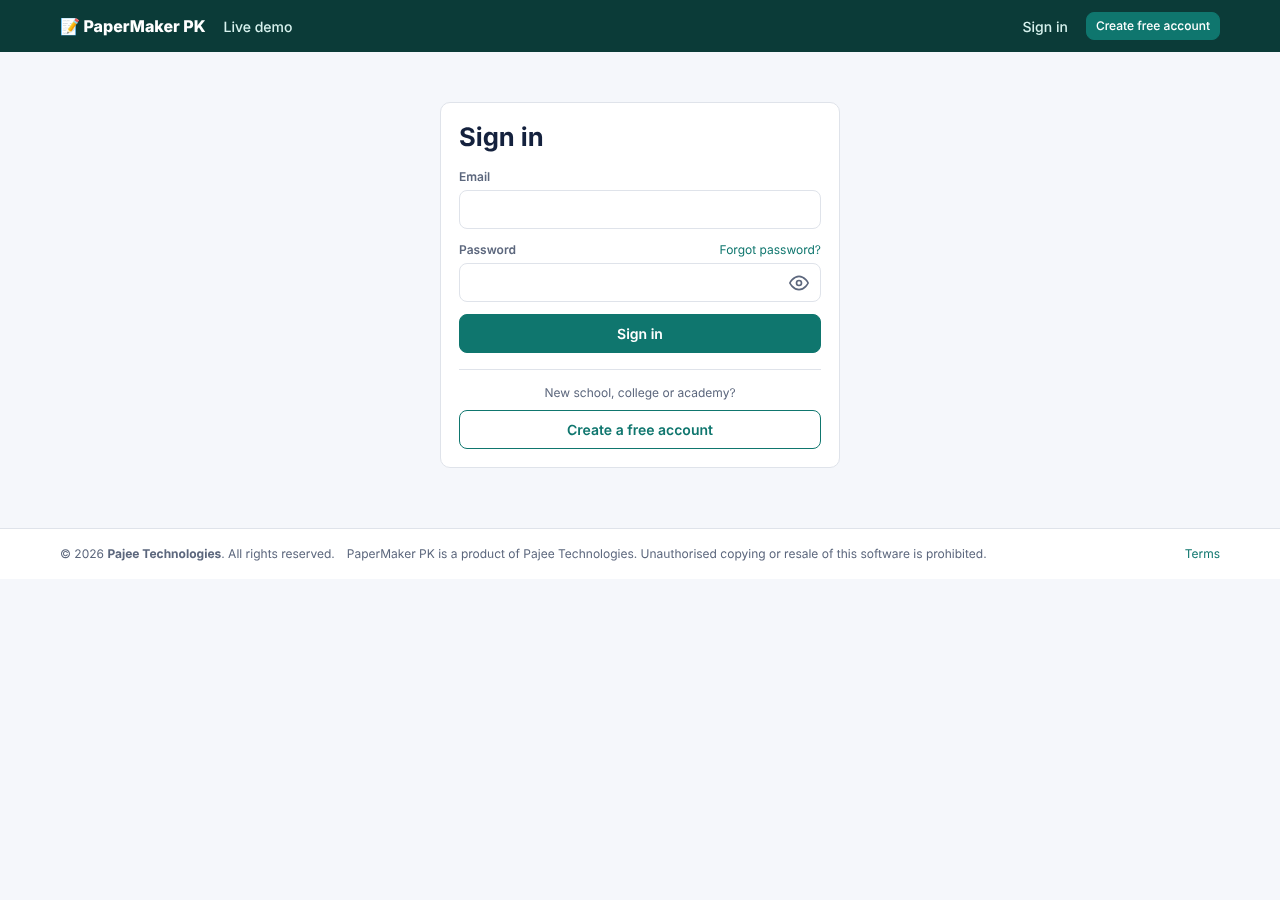 📝 PaperMaker PK Live demo Sign in Create free account
Sign in
Email
Password Forgot password?
Sign in
New school, college or academy?
Create a free account
© 2026 Pajee Technologies. All rights reserved. PaperMaker PK is a product of Pajee Technologies. Unauthorised copying or resale of this software is prohibited. Terms